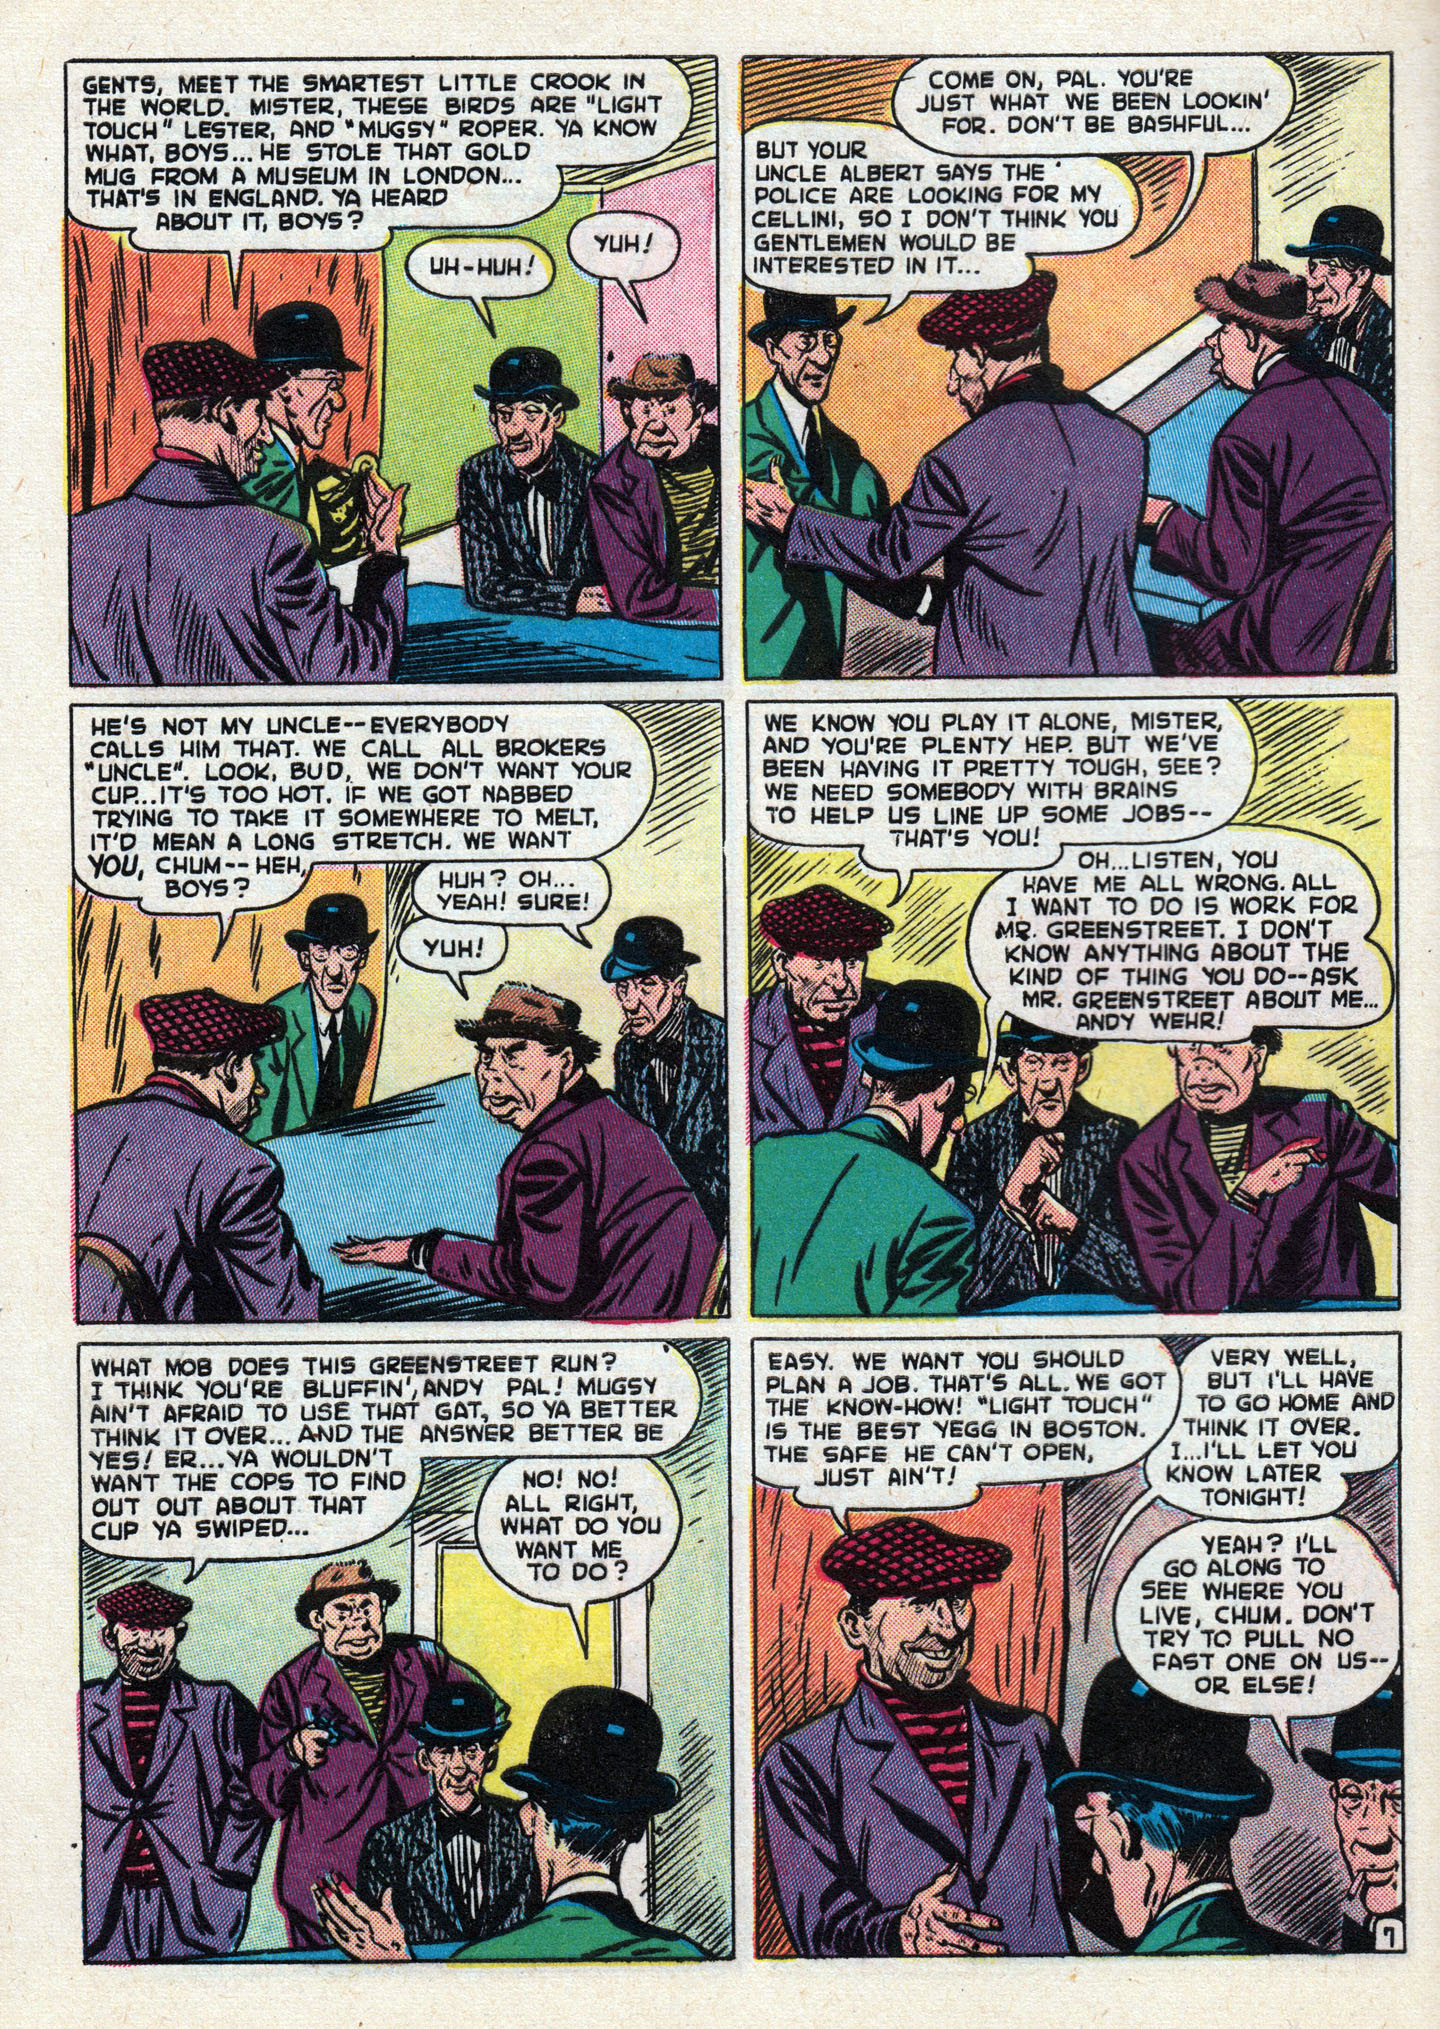 GENTS, MEET THE SMARTEST LITTLE CROOK IN
THE WORLD. MISTER, THESE BIRDS ARE "LIGHT
TOUCH" LESTER, AND "MUGSY" ROPER. YA KNOW
WHAT, BOYS... HE STOLE THAT GOLD
MUG FROM A MUSEUM IN LONDON...
THAT'S IN ENGLAND. YA HEARD
ABOUT IT, BOYS?
UH-HUH!
YUH!
COME ON, PAL. YOU'RE
JUST WHAT WE BEEN LOOKIN'
FOR. DON'T BE BASHFUL...
BUT YOUR
UNCLE ALBERT SAYS THE
POLICE ARE LOOKING FOR MY
CELLINI, SO I DON'T THINK YOU
GENTLEMEN WOULD BE
INTERESTED IN IT...
HE'S NOT MY UNCLE--EVERYBODY
CALLS HIM THAT. WE CALL ALL BROKERS
"UNCLE". LOOK, BUD, WE DON'T WANT YOUR
CUP...IT'S TOO HOT. IF WE GOT NABBED
TRYING TO TAKE IT SOMEWHERE TO MELT,
IT'D MEAN A LONG STRETCH. WE WANT
YOU, CHUM--HEH,
BOYS?
HUH? OH...
YEAH! SURE!
YUH!
WE KNOW YOU PLAY IT ALONE, MISTER,
AND YOU'RE PLENTY HEP. BUT WE'VE
BEEN HAVING IT PRETTY TOUGH, SEE?
WE NEED SOMEBODY WITH BRAINS
TO HELP US LINE UP SOME JOBS--
THAT'S YOU!
OH...LISTEN, YOU
HAVE ME ALL WRONG. ALL
I WANT TO DO IS WORK FOR
MR. GREENSTREET. I DON'T
KNOW ANYTHING ABOUT THE
KIND OF THING YOU DO--ASK
MR. GREENSTREET ABOUT ME...
ANDY WEHR!
WHAT MOB DOES THIS GREENSTREET RUN?
I THINK YOU'RE BLUFFIN', ANDY PAL! MUGSY
AIN'T AFRAID TO USE THAT GAT, SO YA BETTER
THINK IT OVER... AND THE ANSWER BETTER BE
YES! ER...YA WOULDN'T
WANT THE COPS TO FIND
OUT OUT ABOUT THAT
CUP YA SWIPED...
NO! NO!
ALL RIGHT,
WHAT DO YOU
WANT ME
TO DO?
EASY. WE WANT YOU SHOULD
PLAN A JOB. THAT'S ALL. WE GOT
THE KNOW-HOW! "LIGHT TOUCH"
IS THE BEST YEGG IN BOSTON.
THE SAFE HE CAN'T OPEN,
JUST AIN'T!
VERY WELL,
BUT I'LL HAVE
TO GO HOME AND
THINK IT OVER.
I...I'LL LET YOU
KNOW LATER
TONIGHT!
YEAH? I'LL
GO ALONG TO
SEE WHERE YOU
LIVE, CHUM. DON'T
TRY TO PULL NO
FAST ONE ON US--
OR ELSE!
7